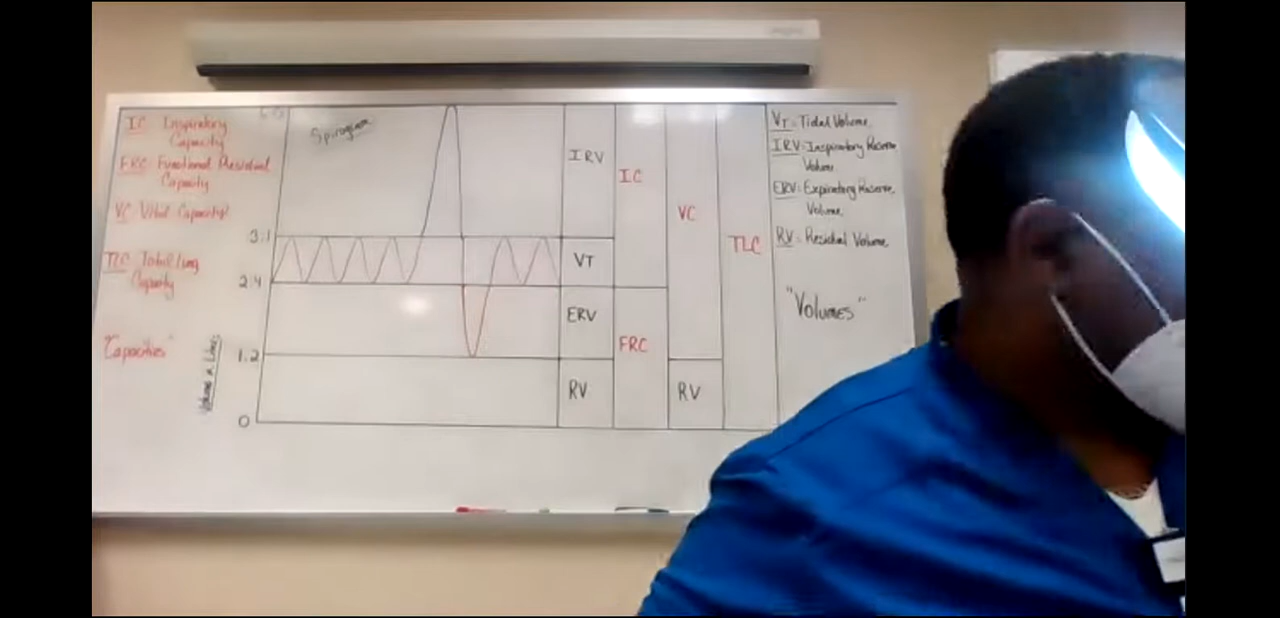 IC Inspiratory
Capacity
FRC Functional Residual
Capacity
VC Vital Capacity
TLC Total Lung
Capacity
"Capacities"
Volume in Liters
Spirogram
6.0
3.1
2.4
1.2
0
IRV
VT
ERV
RV
IC
FRC
VC
RV
TLC
VT = Tidal Volume
IRV = Inspiratory Reserve
Volume
ERV = Expiratory Reserve
Volume
RV = Residual Volume
"Volumes"